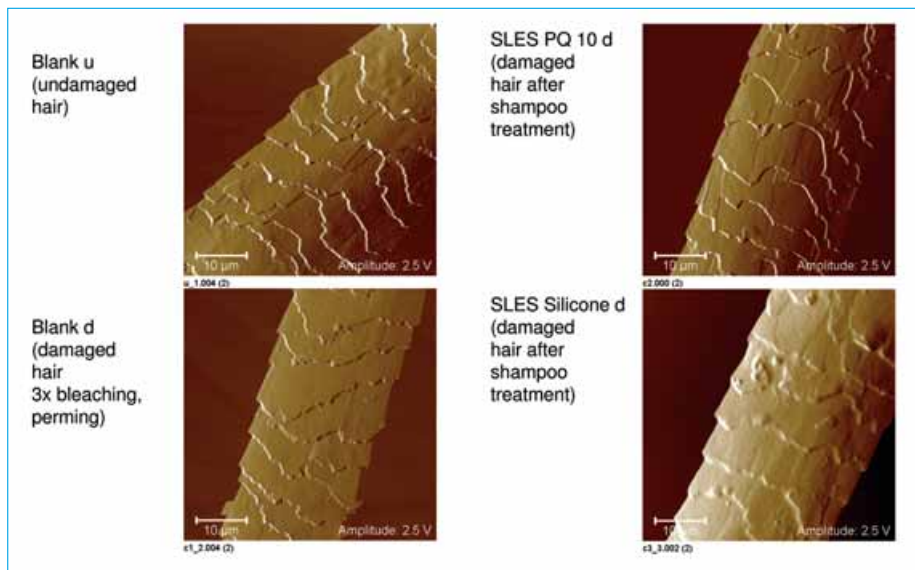 Blank u
(undamaged
hair)
10 µm
Amplitude: 2.5 V
u_1.004 (2)
SLES PQ 10 d
(damaged
hair after
shampoo
treatment)
10 µm
Amplitude: 2.5 V
c2.000 (2)
Blank d
(damaged
hair
3x bleaching,
perming)
10 µm
Amplitude: 2.5 V
c1_2.004 (2)
SLES Silicone d
(damaged
hair after
shampoo
treatment)
10 µm
Amplitude: 2.5 V
c3_3.002 (2)